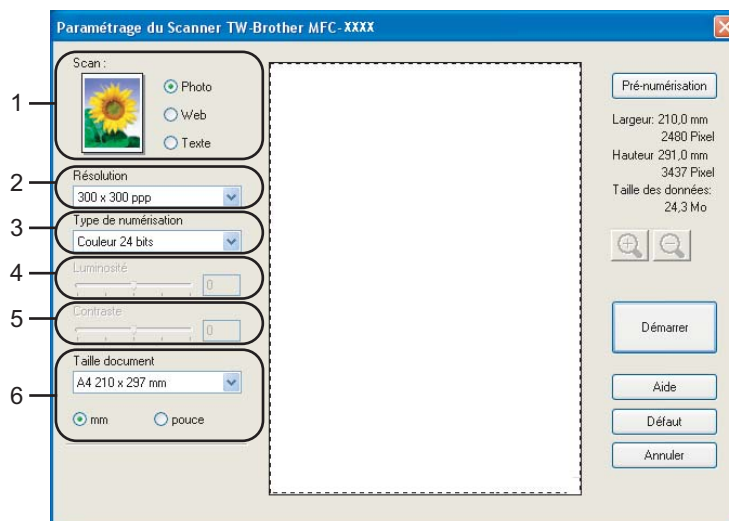 Paramétrage du Scanner TW-Brother MFC-XXXX
1
Scan :
Photo
Web
Texte
2
Résolution
300 x 300 ppp
3
Type de numérisation
Couleur 24 bits
4
Luminosité
0
5
Contraste
0
6
Taille document
A4 210 x 297 mm
mm
pouce
Pré-numérisation
Largeur: 210,0 mm
2480 Pixel
Hauteur 291,0 mm
3437 Pixel
Taille des données:
24,3 Mo
Démarrer
Aide
Défaut
Annuler